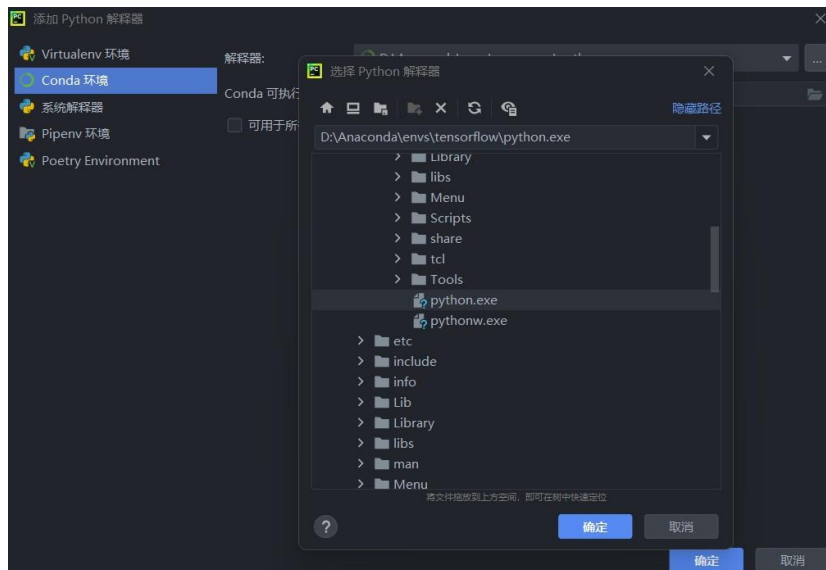 添加 Python 解释器
Virtualenv 环境
Conda 环境
系统解释器
Pipenv 环境
Poetry Environment
解释器:
Conda 可执行
可用于所
选择 Python 解释器
隐藏路径
D:\Anaconda\envs\tensorflow\python.exe
Library
libs
Menu
Scripts
share
tcl
Tools
python.exe
pythonw.exe
etc
include
info
Lib
Library
libs
man
Menu
将文件拖放到上方空间，即可在树中快速定位
?
确定
取消
确定
取消